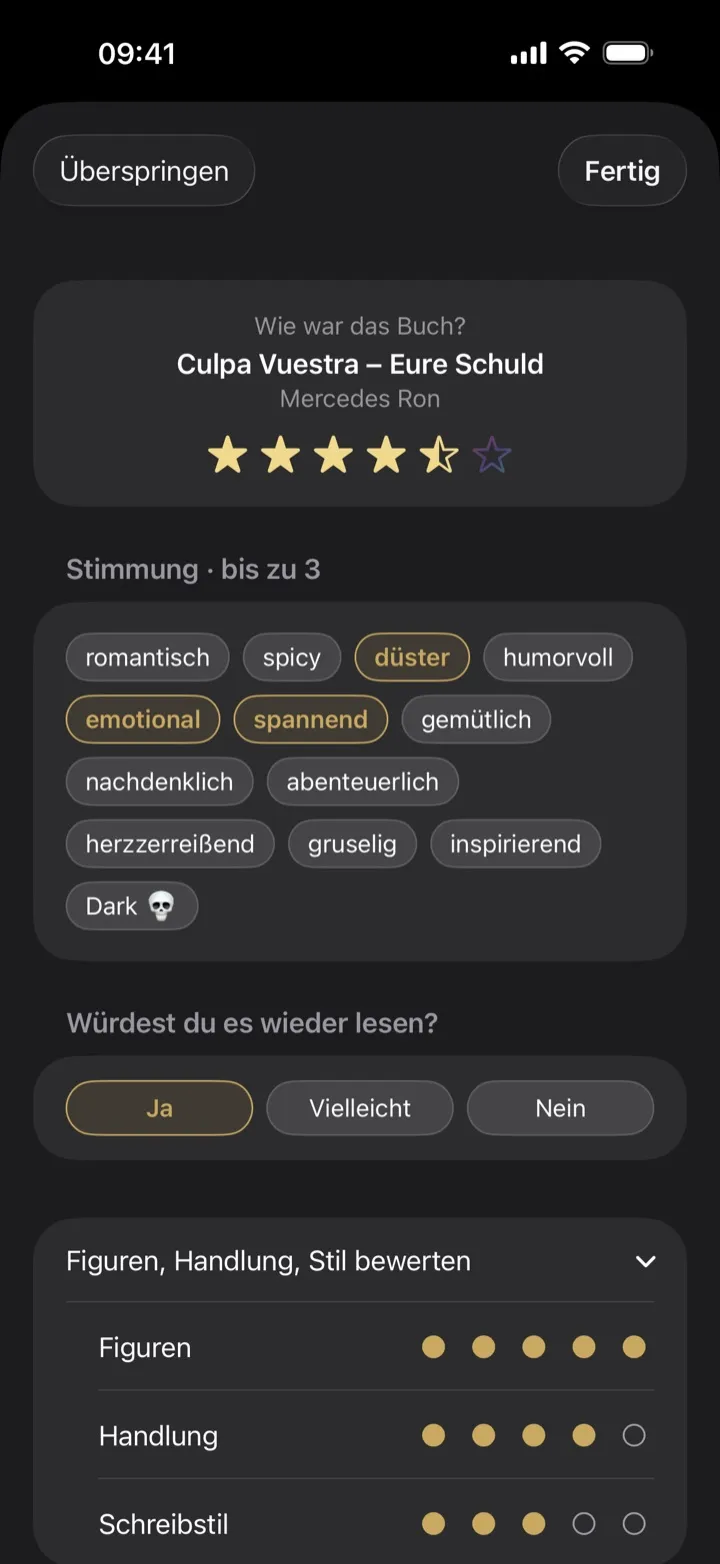 09:41
Überspringen
Fertig
Wie war das Buch?
Culpa Vuestra – Eure Schuld
Mercedes Ron
Stimmung · bis zu 3
romantisch spicy düster humorvoll
emotional spannend gemütlich
nachdenklich abenteuerlich
herzzerreißend gruselig inspirierend
Dark 💀
Würdest du es wieder lesen?
Ja Vielleicht Nein
Figuren, Handlung, Stil bewerten
Figuren
Handlung
Schreibstil